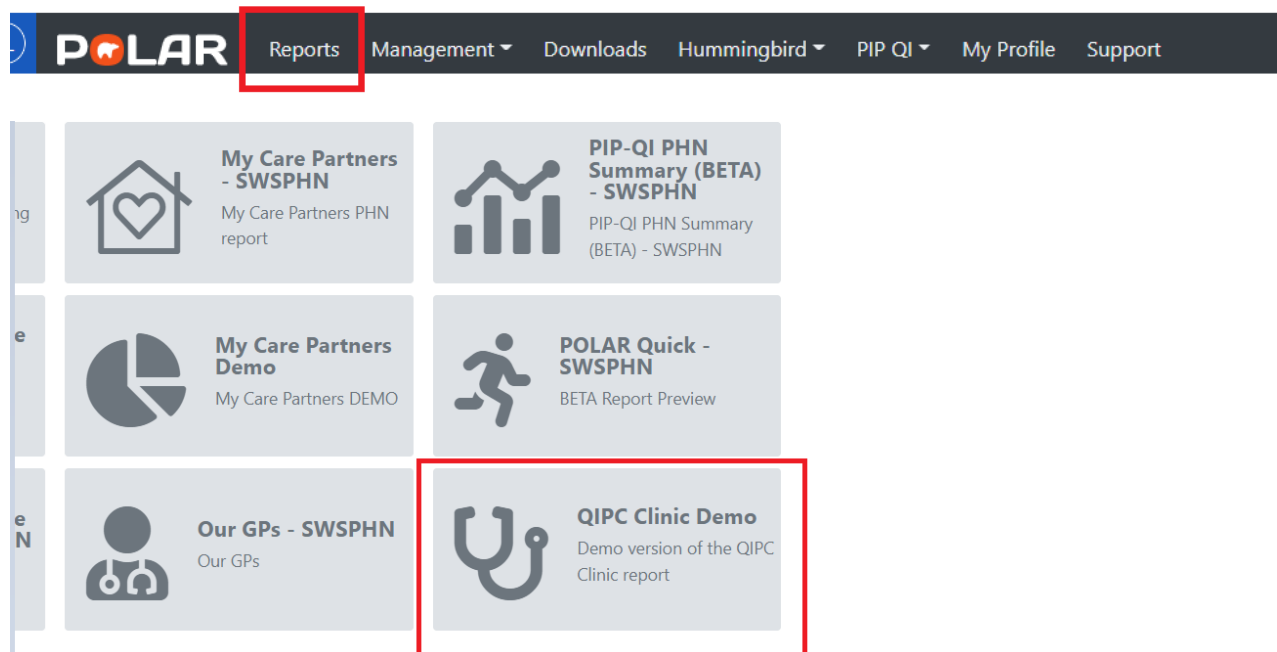 POLAR Reports Management Downloads Hummingbird PIP QI My Profile Support
ng
My Care Partners
- SWSPHN
My Care Partners PHN
report
PIP-QI PHN
Summary (BETA)
- SWSPHN
PIP-QI PHN Summary
(BETA) - SWSPHN
e
My Care Partners
Demo
My Care Partners DEMO
POLAR Quick -
SWSPHN
BETA Report Preview
e
N
Our GPs - SWSPHN
Our GPs
QIPC Clinic Demo
Demo version of the QIPC
Clinic report